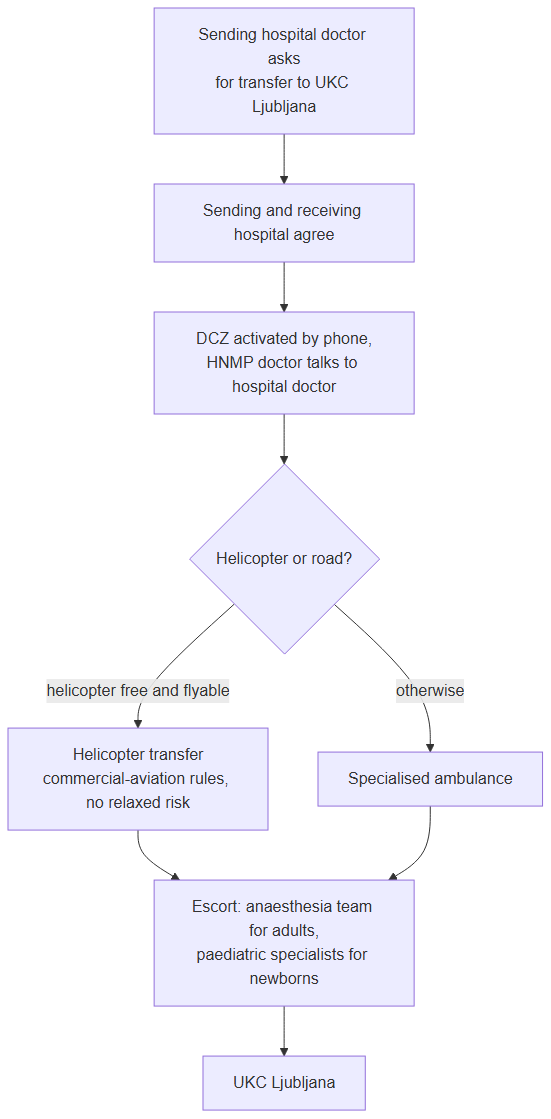 Sending hospital doctor
asks
for transfer to UKC
Ljubljana
Sending and receiving
hospital agree
DCZ activated by phone,
HNMP doctor talks to
hospital doctor
Helicopter or road?
helicopter free and flyable
otherwise
Helicopter transfer
commercial-aviation rules,
no relaxed risk
Specialised ambulance
Escort: anaesthesia team
for adults,
paediatric specialists for
newborns
UKC Ljubljana